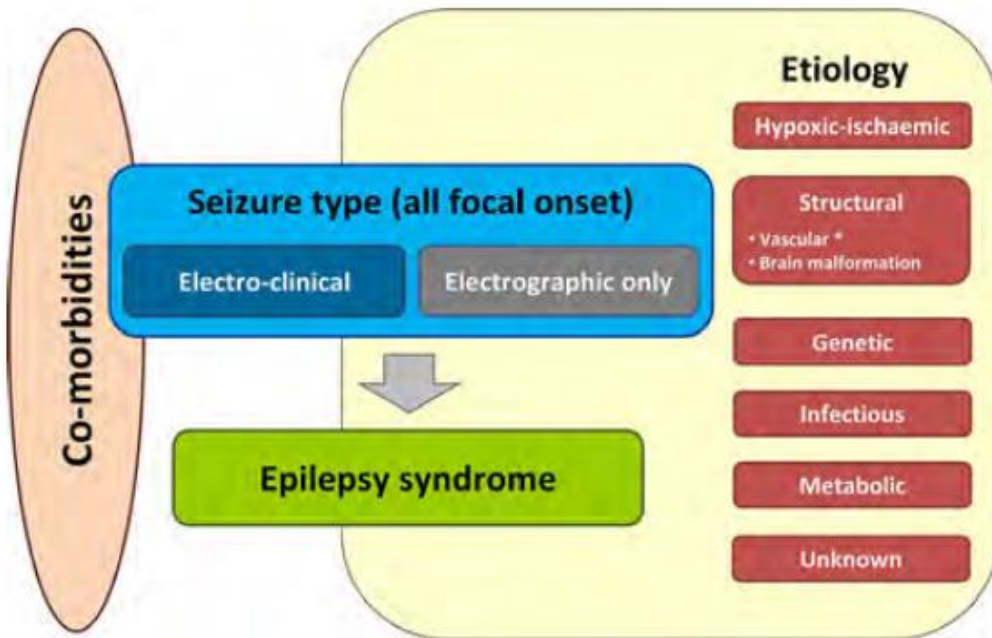 Co-morbidities
Seizure type (all focal onset)
Electro-clinical
Electrographic only
Epilepsy syndrome
Etiology
Hypoxic-ischaemic
Structural
• Vascular *
• Brain malformation
Genetic
Infectious
Metabolic
Unknown